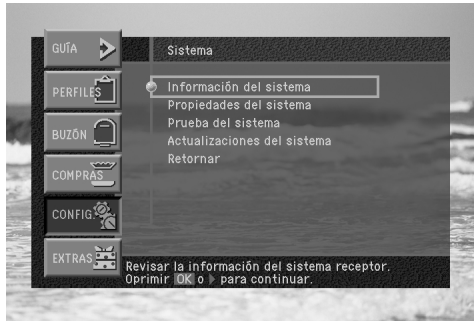 GUÍA
Sistema
PERFILES
Información del sistema
Propiedades del sistema
BUZÓN
Prueba del sistema
Actualizaciones del sistema
COMPRAS
Retornar
CONFIG.
EXTRAS
Revisar la información del sistema receptor.
Oprimir OK o para continuar.